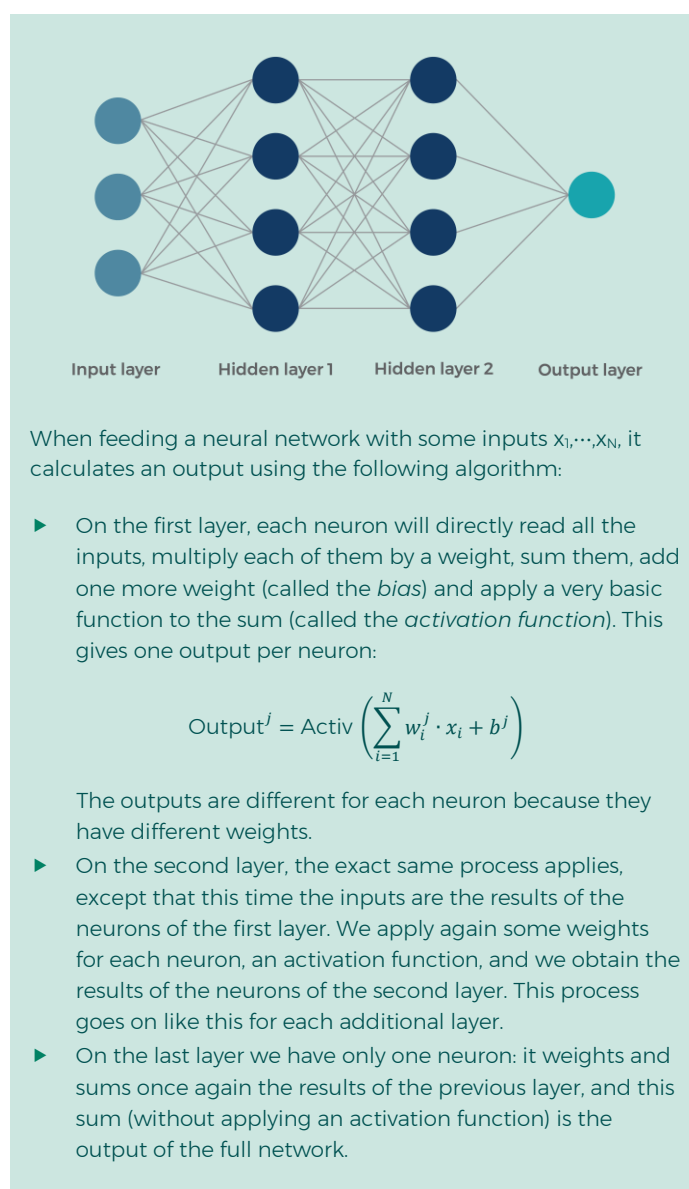 Input layer Hidden layer 1 Hidden layer 2 Output layer
When feeding a neural network with some inputs x₁,⋯,x_N, it
calculates an output using the following algorithm:
▶ On the first layer, each neuron will directly read all the
inputs, multiply each of them by a weight, sum them, add
one more weight (called the bias) and apply a very basic
function to the sum (called the activation function). This
gives one output per neuron:
Output^j = Activ (∑_{i=1}^{N} w_i^j · x_i + b^j)
The outputs are different for each neuron because they
have different weights.
▶ On the second layer, the exact same process applies,
except that this time the inputs are the results of the
neurons of the first layer. We apply again some weights
for each neuron, an activation function, and we obtain the
results of the neurons of the second layer. This process
goes on like this for each additional layer.
▶ On the last layer we have only one neuron: it weights and
sums once again the results of the previous layer, and this
sum (without applying an activation function) is the
output of the full network.